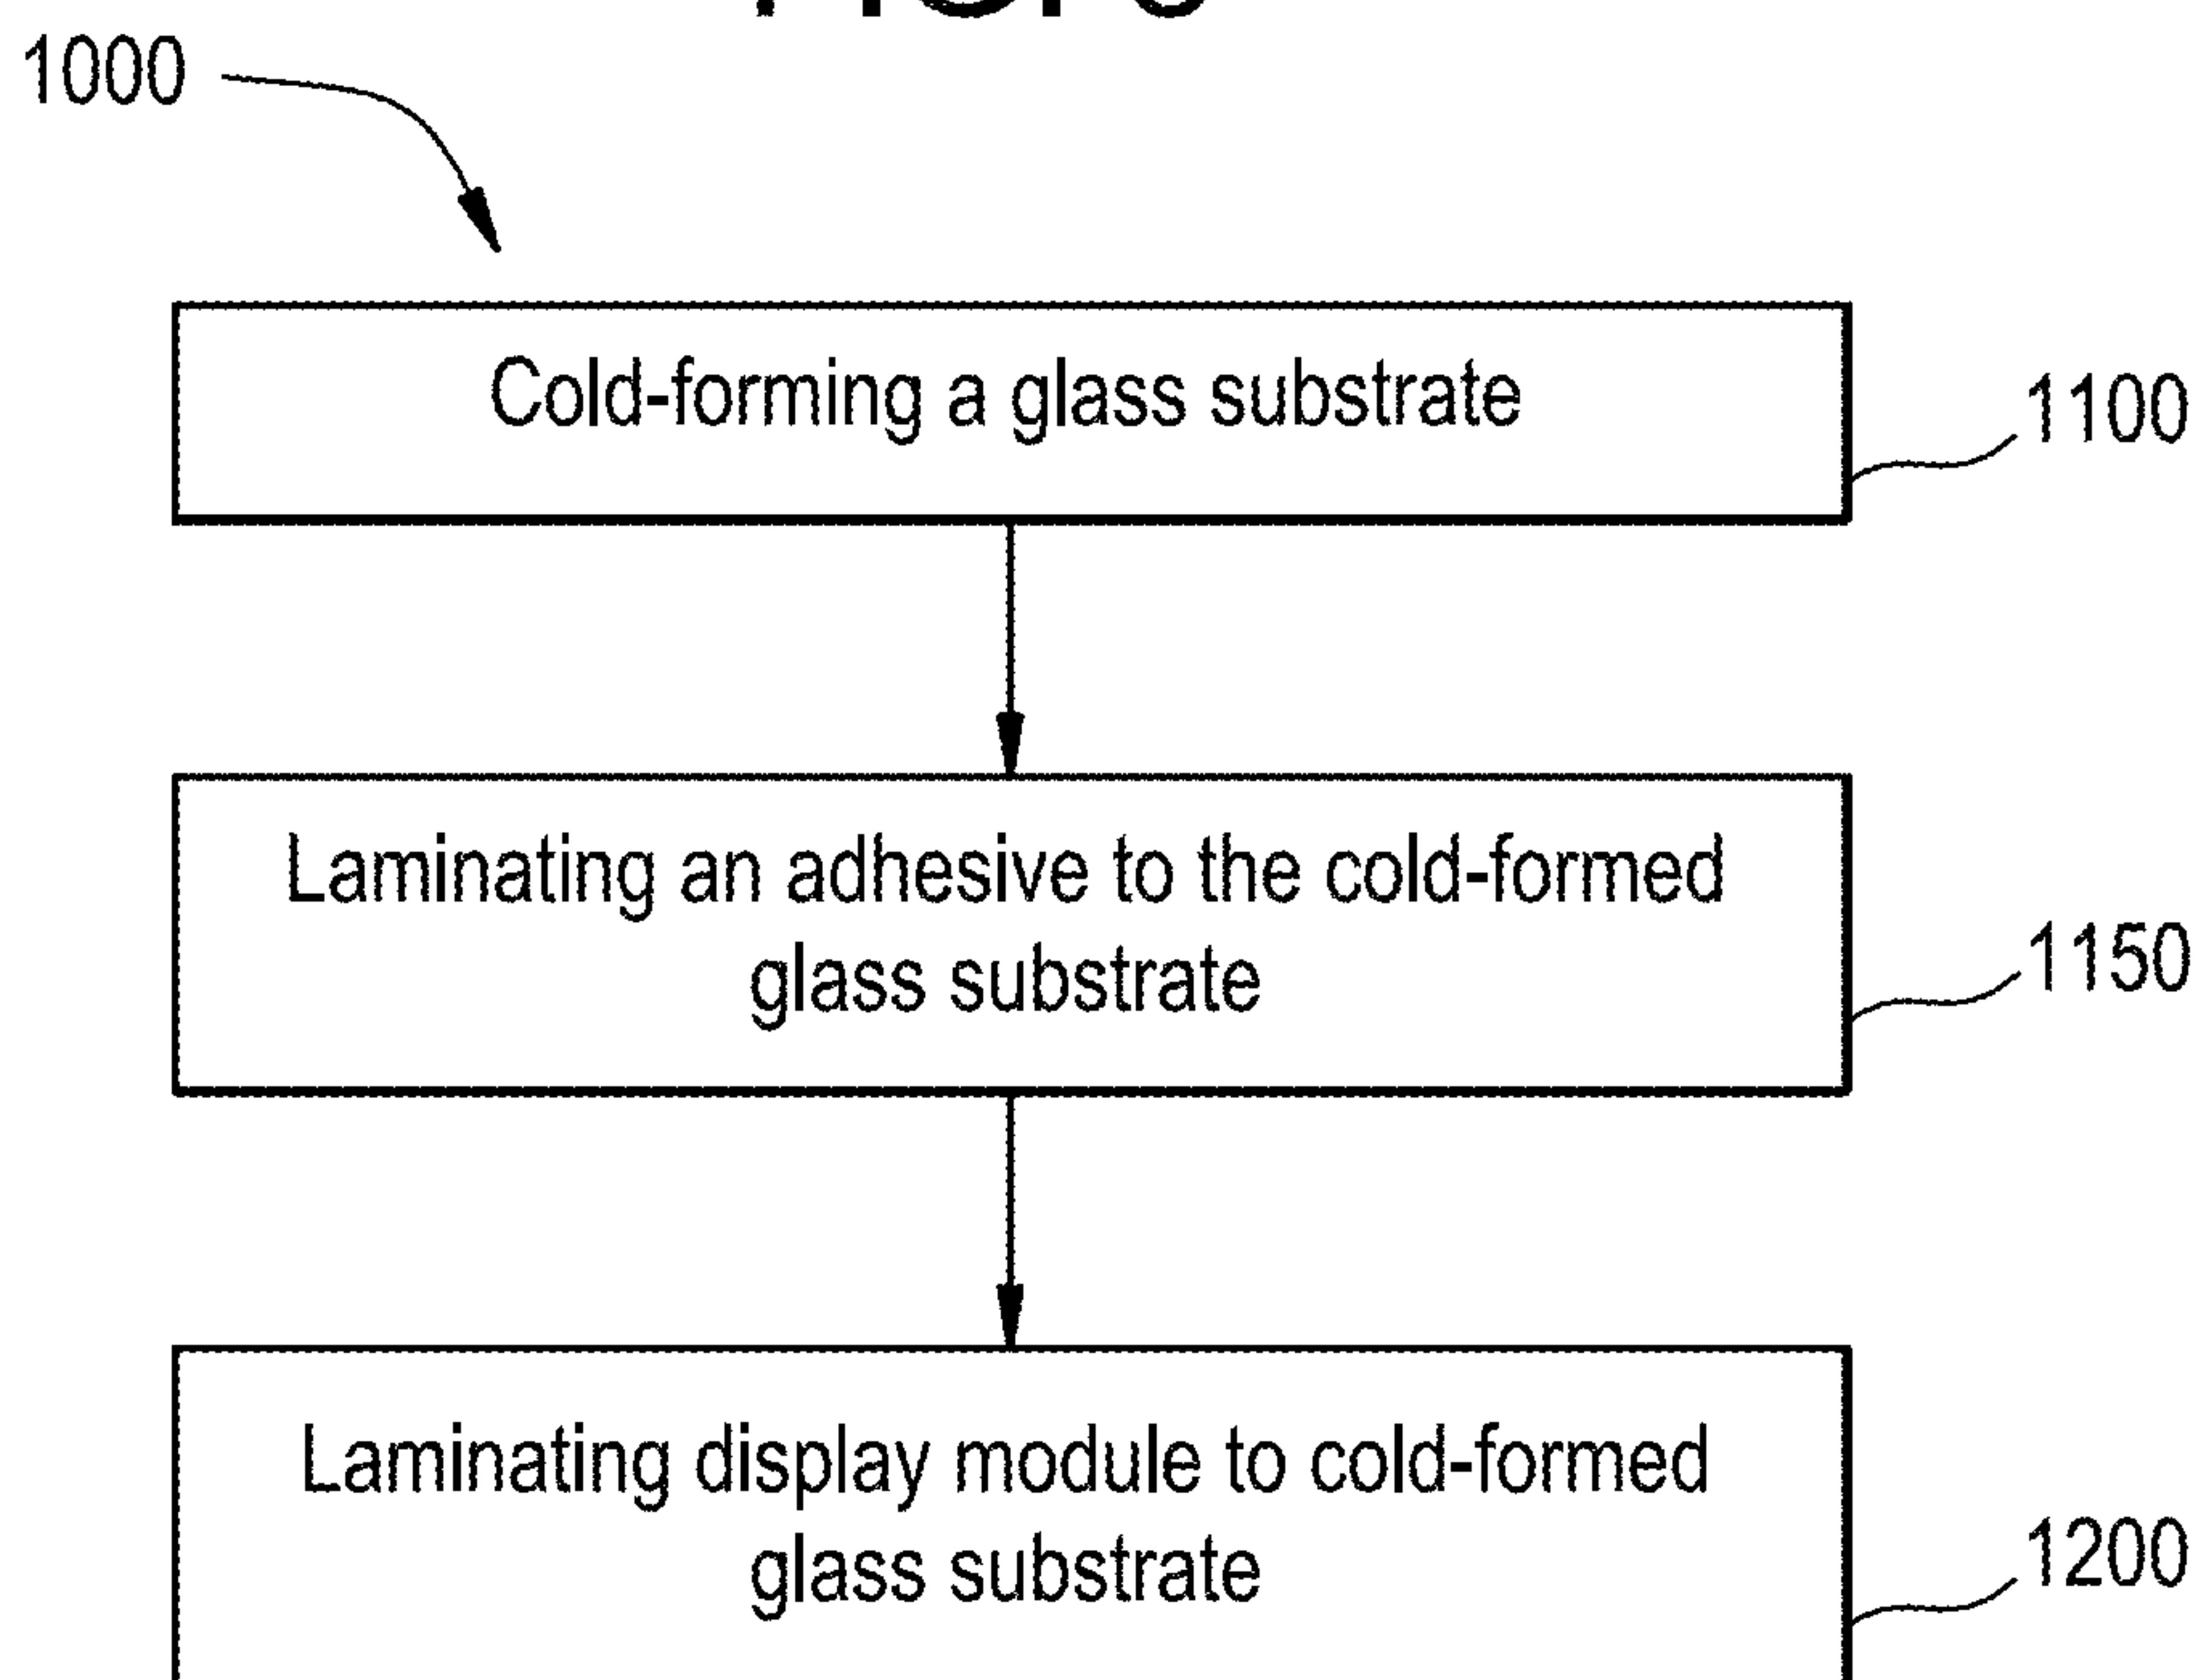 1000
Cold-forming a glass substrate
1100
Laminating an adhesive to the cold-formed
glass substrate
1150
Laminating display module to cold-formed
glass substrate
1200